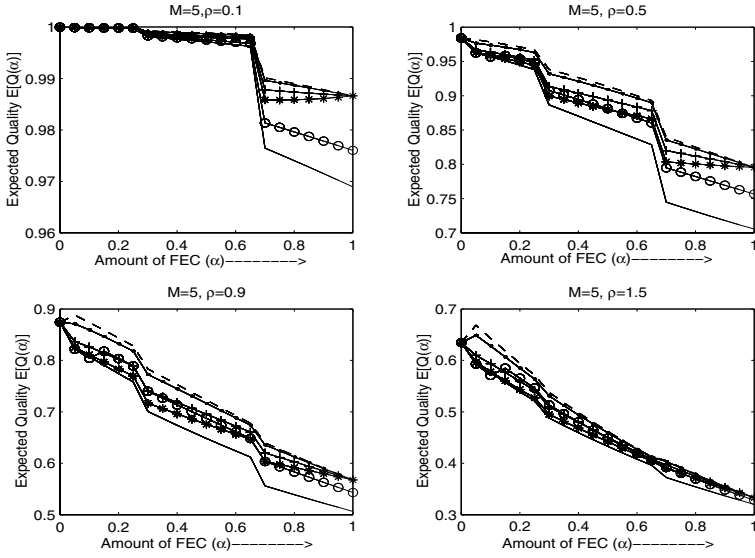 M=5,ρ=0.1
Expected Quality E[Q(α)]
1
0.99
0.98
0.97
0.96
0 0.2 0.4 0.6 0.8 1
Amount of FEC (α)-------->
M=5, ρ=0.5
Expected Quality E[Q(α)]
1
0.95
0.9
0.85
0.8
0.75
0.7
0 0.2 0.4 0.6 0.8 1
Amount of FEC (α)-------->
M=5, ρ=0.9
Expected Quality E[Q(α)]
0.9
0.8
0.7
0.6
0.5
0 0.2 0.4 0.6 0.8 1
Amount of FEC (α)-------->
M=5, ρ=1.5
Expected Quality E[Q(α)]
0.7
0.6
0.5
0.4
0.3
0 0.2 0.4 0.6 0.8 1
Amount of FEC (α)-------->